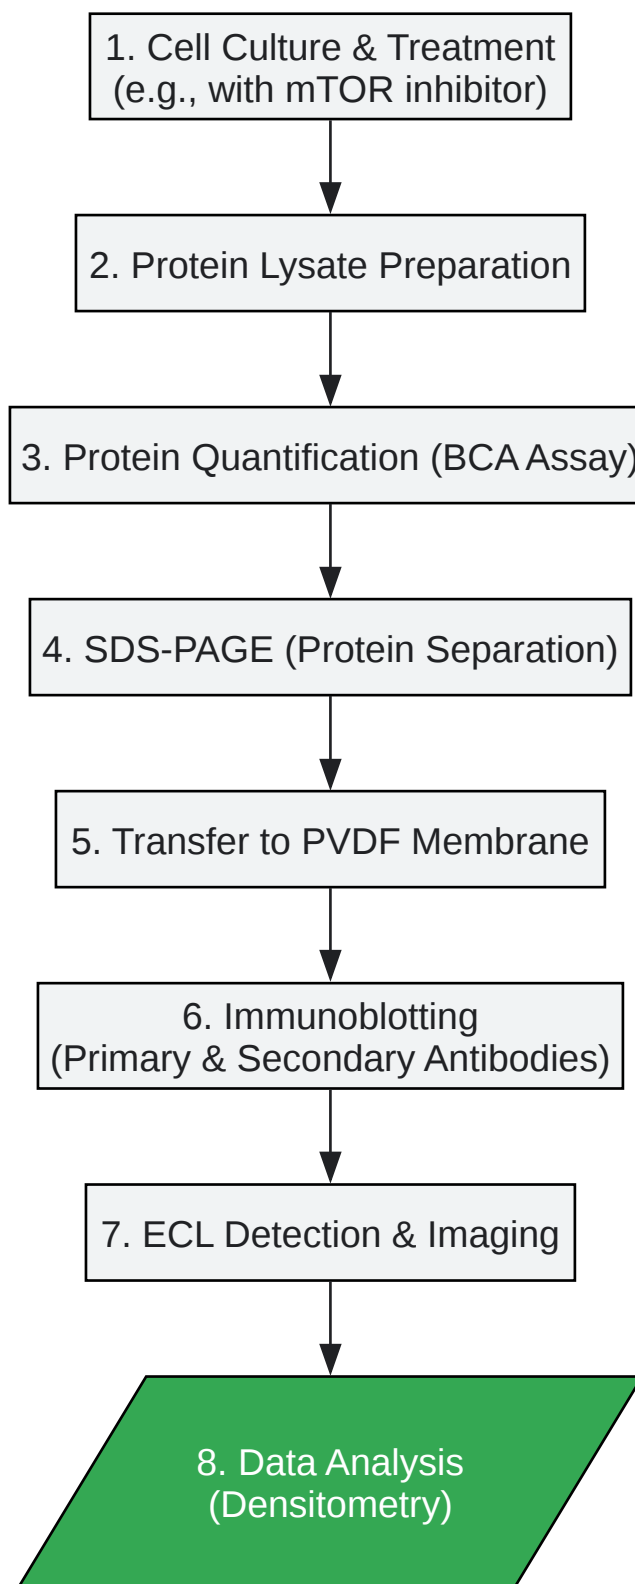 1. Cell Culture & Treatment
(e.g., with mTOR inhibitor)
2. Protein Lysate Preparation
3. Protein Quantification (BCA Assay)
4. SDS-PAGE (Protein Separation)
5. Transfer to PVDF Membrane
6. Immunoblotting
(Primary & Secondary Antibodies)
7. ECL Detection & Imaging
8. Data Analysis
(Densitometry)